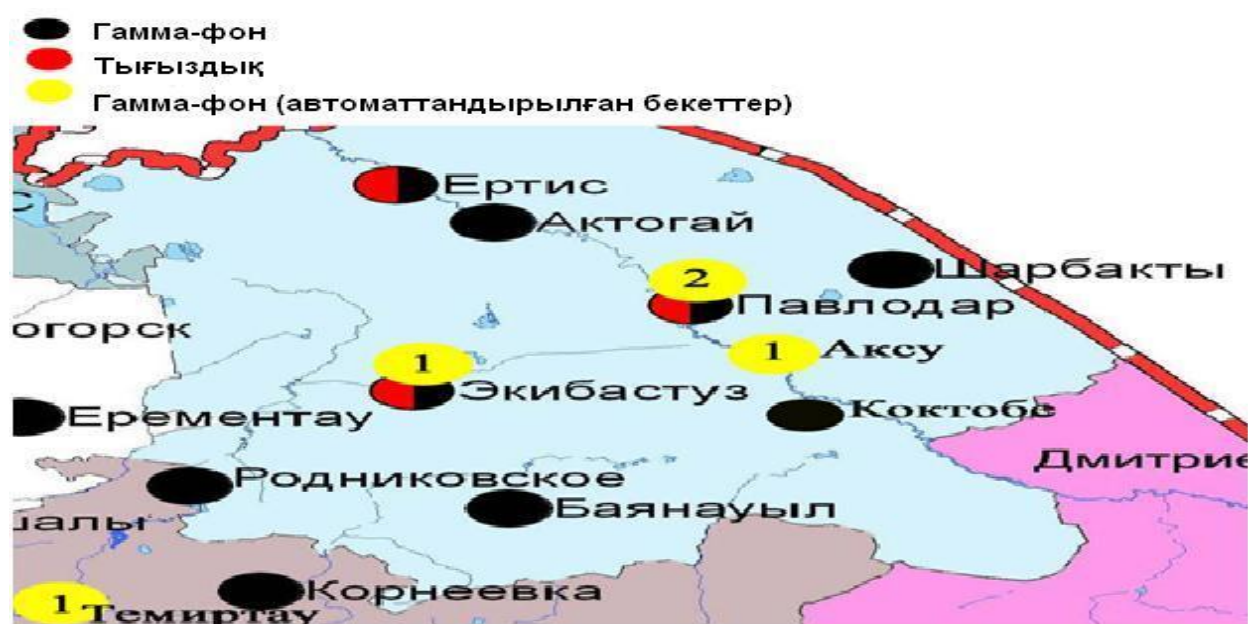 Гамма-фон
Тығыздық
Гамма-фон (автоматтандырылған бекеттер)
Ертис
Актогай
Шарбакты
2
Павлодар
огорск
1
Аксу
1
Экибастуз
Коктобе
Ерементау
Дмитрие
Родниковское
Баянауыл
шалы
Корнеевка
1
Темиртау